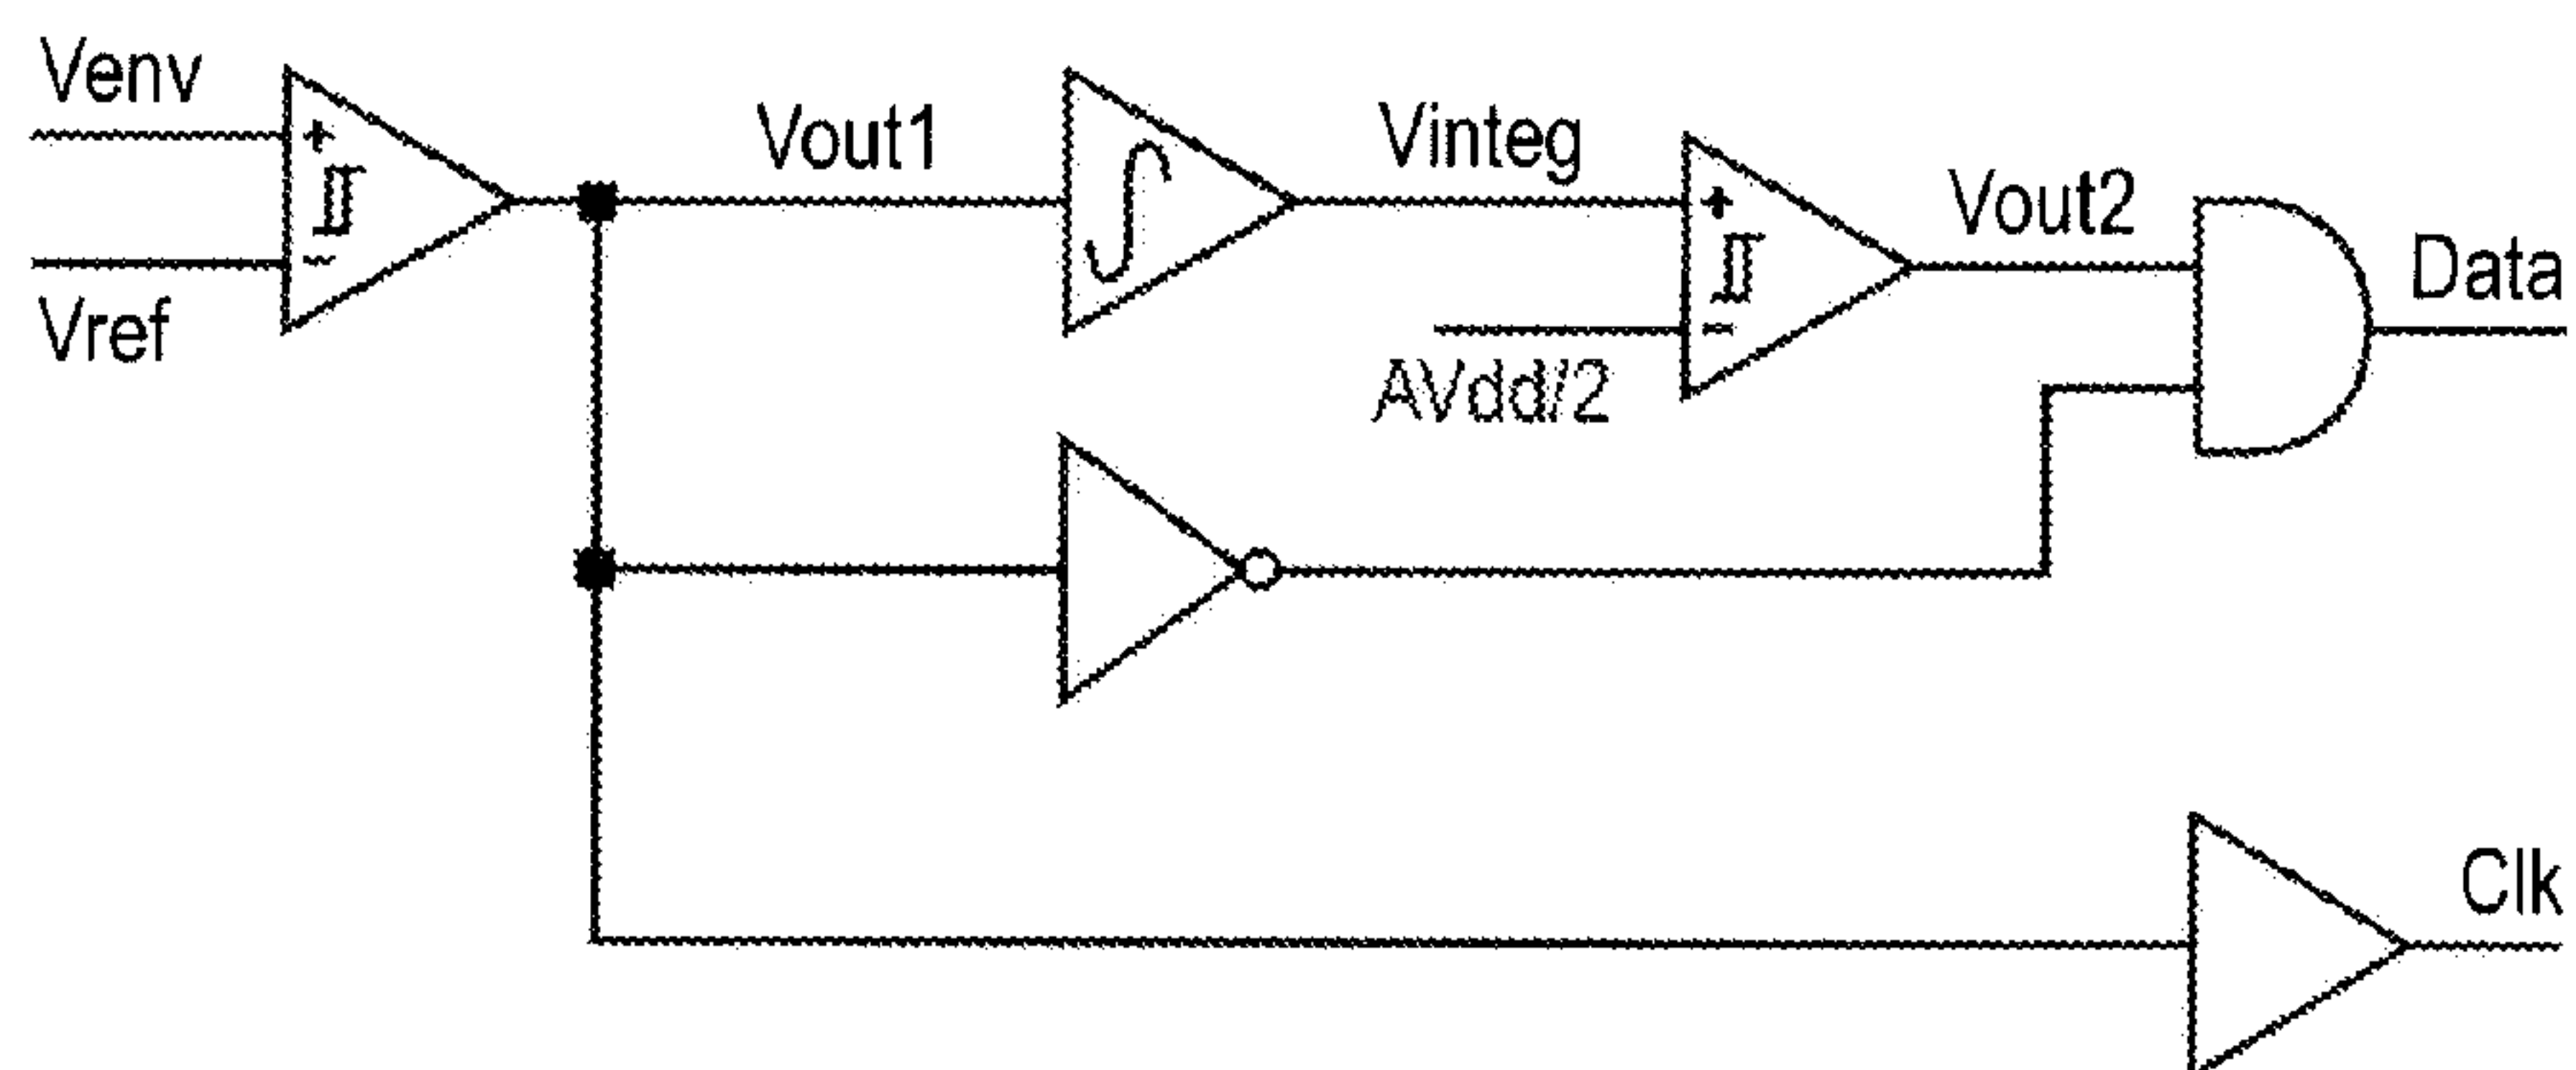 Venv
Vref
+
-
Vout1
∫
Vinteg
AVdd/2
+
-
Vout2
Data
Clk